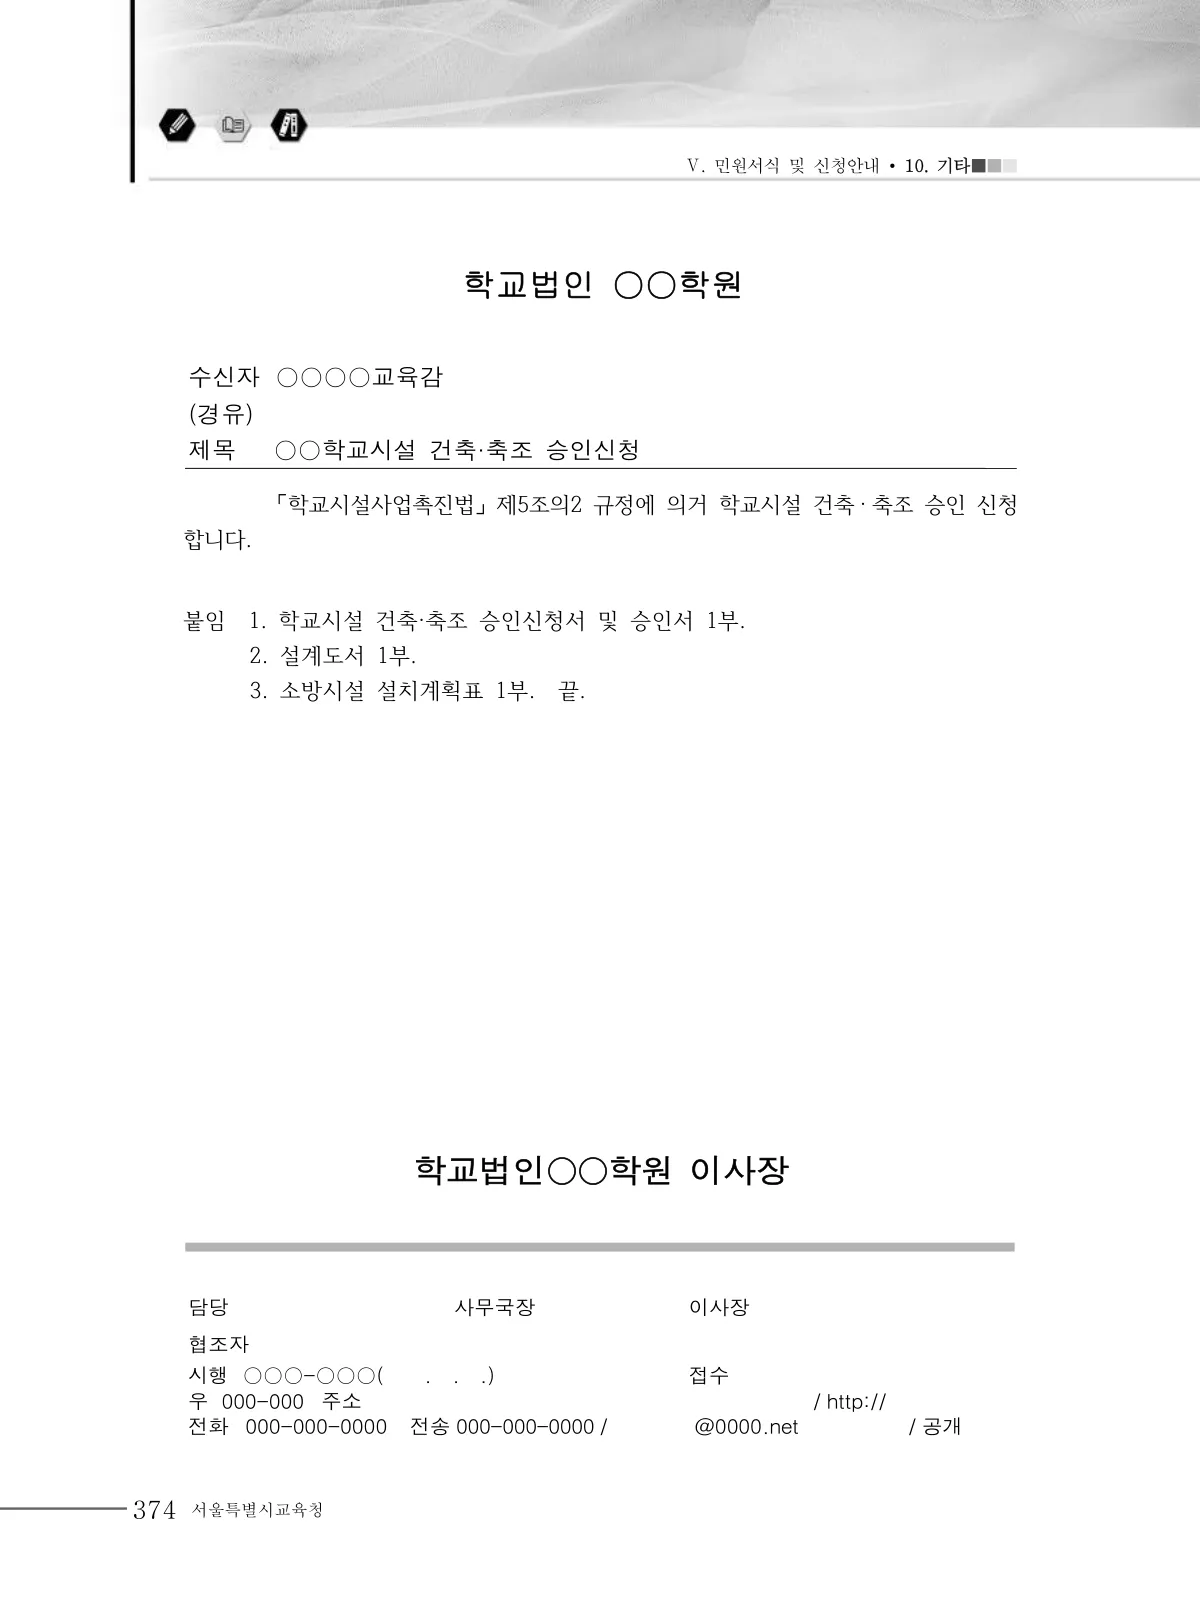 Ⅴ. 민원서식 및 신청안내 • 10. 기타
학교법인 ○○학원
수신자 ○○○○교육감
(경유)
제목 ○○학교시설 건축·축조 승인신청
「학교시설사업촉진법」제5조의2 규정에 의거 학교시설 건축·축조 승인 신청
합니다.
붙임 1. 학교시설 건축·축조 승인신청서 및 승인서 1부.
2. 설계도서 1부.
3. 소방시설 설치계획표 1부. 끝.
학교법인○○학원 이사장
담당 사무국장 이사장
협조자
시행 ○○○-○○○( . . .) 접수
우 000-000 주소 / http://
전화 000-000-0000 전송 000-000-0000 / @0000.net / 공개
374 서울특별시교육청